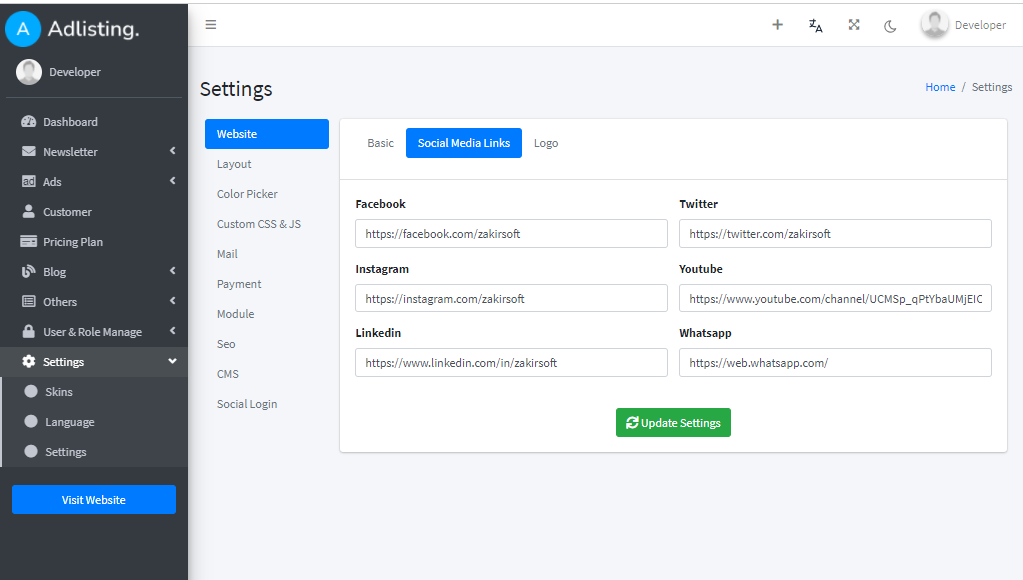 A Adlisting.
Developer
Developer
Settings
Home / Settings
Dashboard
Newsletter
Ads
Customer
Pricing Plan
Blog
Others
User & Role Manage
Settings
Skins
Language
Settings
Visit Website
Website
Layout
Color Picker
Custom CSS & JS
Mail
Payment
Module
Seo
CMS
Social Login
Basic Social Media Links Logo
Facebook Twitter
https://facebook.com/zakirsoft https://twitter.com/zakirsoft
Instagram Youtube
https://instagram.com/zakirsoft https://www.youtube.com/channel/UCMSp_qPtYbaUMjEIC
Linkedin Whatsapp
https://www.linkedin.com/in/zakirsoft https://web.whatsapp.com/
Update Settings